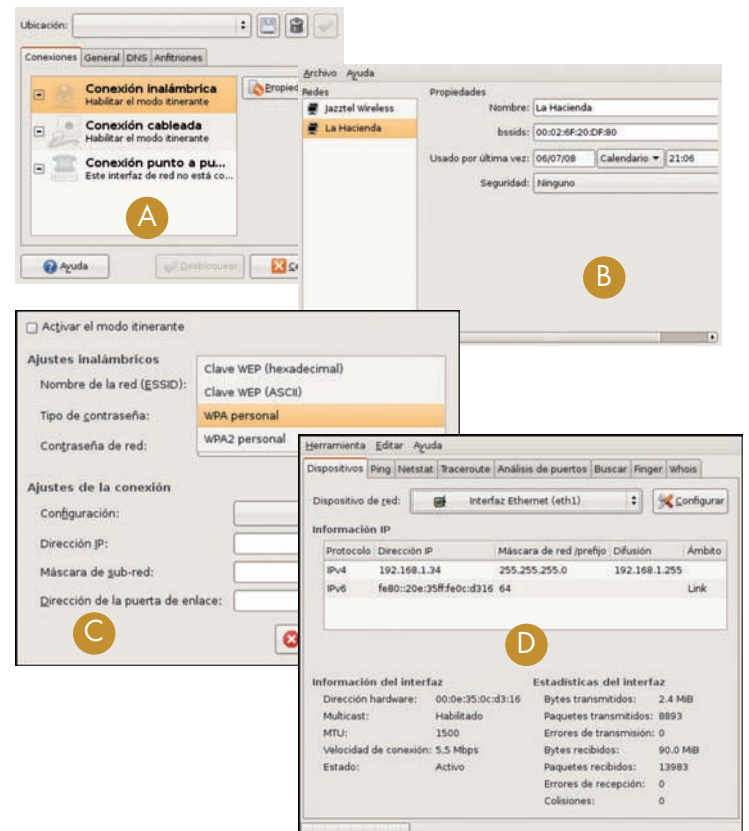 Ubicación:
Conexiones General DNS Anfitriones
Conexión inalámbrica
Habilitar el modo itinerante
Conexión cableada
Habilitar el modo itinerante
Conexión punto a pu...
Este interfaz de red no está co...
A
Ayuda
Desbloquear
Archivo Ayuda
Redes
Jazztel Wireless
La Hacienda
Propiedades
Nombre: La Hacienda
bssids: 00:02:6F:20:DF:80
Usado por última vez: 06/07/08 Calendario 21:06
Seguridad: Ninguno
B
Activar el modo itinerante
Ajustes inalámbricos
Nombre de la red (ESSID):
Tipo de contraseña:
Contraseña de red:
Clave WEP (hexadecimal)
Clave WEP (ASCII)
WPA personal
WPA2 personal
Ajustes de la conexión
Configuración:
Dirección IP:
Máscara de sub-red:
Dirección de la puerta de enlace:
C
Herramienta Editar Ayuda
Dispositivos Ping Netstat Traceroute Análisis de puertos Buscar Finger Whois
Dispositivo de red: Interfaz Ethernet (eth1) Configurar
Información IP
Protocolo Dirección IP Máscara de red /prefijo Difusión Ámbito
IPv4 192.168.1.34 255.255.255.0 192.168.1.255
IPv6 fe80::20e:35ff:fe0c:d316 64 Link
D
Información del interfaz
Dirección hardware: 00:0e:35:0c:d3:16
Multicast: Habilitado
MTU: 1500
Velocidad de conexión: 5,5 Mbps
Estado: Activo
Estadísticas del interfaz
Bytes transmitidos: 2.4 MiB
Paquetes transmitidos: 8893
Errores de transmisión: 0
Bytes recibidos: 90.0 MiB
Paquetes recibidos: 13983
Errores de recepción: 0
Colisiones: 0